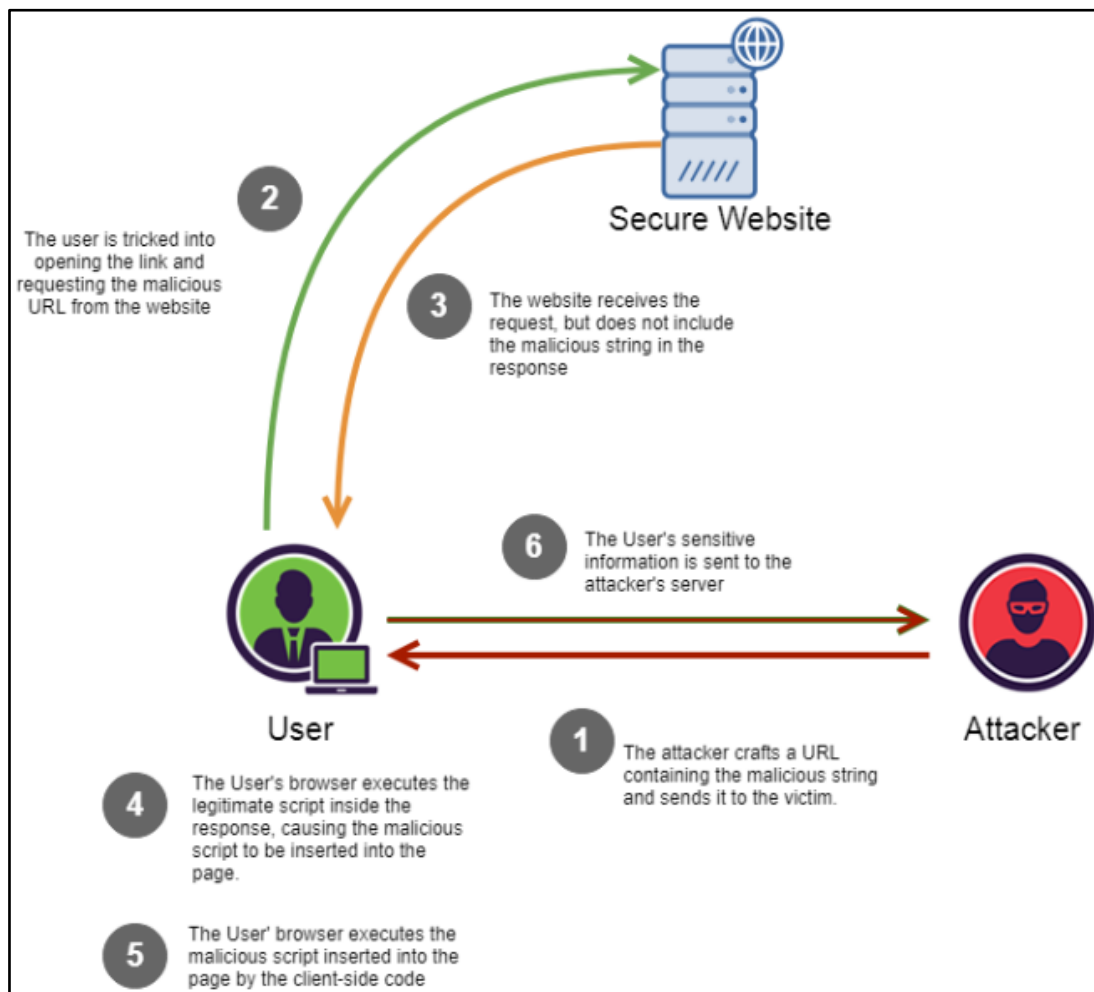 Secure Website
2
The user is tricked into
opening the link and
requesting the malicious
URL from the website
3
The website receives the
request, but does not include
the malicious string in the
response
6
The User's sensitive
information is sent to the
attacker's server
User
Attacker
1
The attacker crafts a URL
containing the malicious string
and sends it to the victim.
4
The User's browser executes the
legitimate script inside the
response, causing the malicious
script to be inserted into the
page.
5
The User' browser executes the
malicious script inserted into the
page by the client-side code